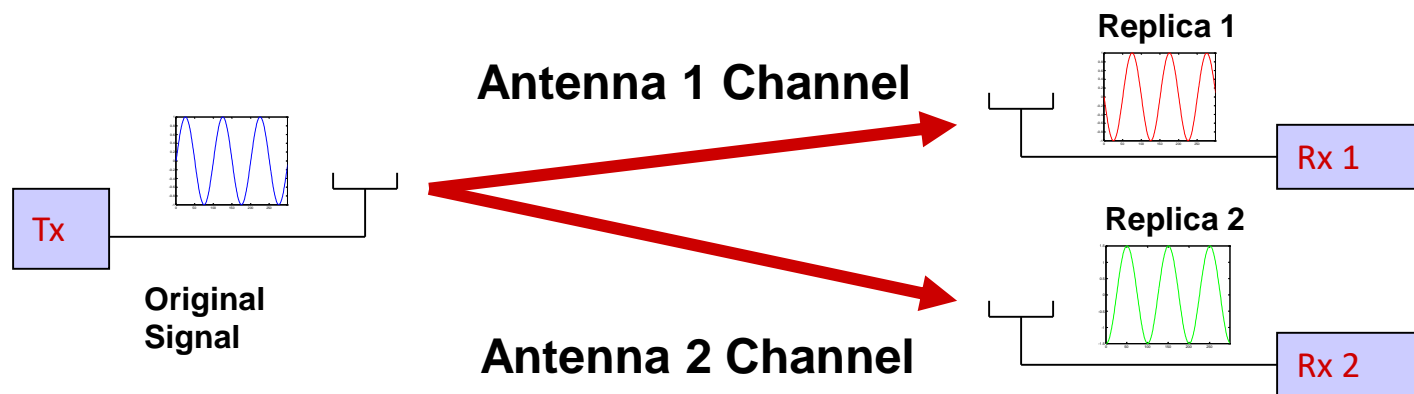 Replica 1
Antenna 1 Channel
Rx 1
Tx
Replica 2
Original
Signal
Antenna 2 Channel
Rx 2